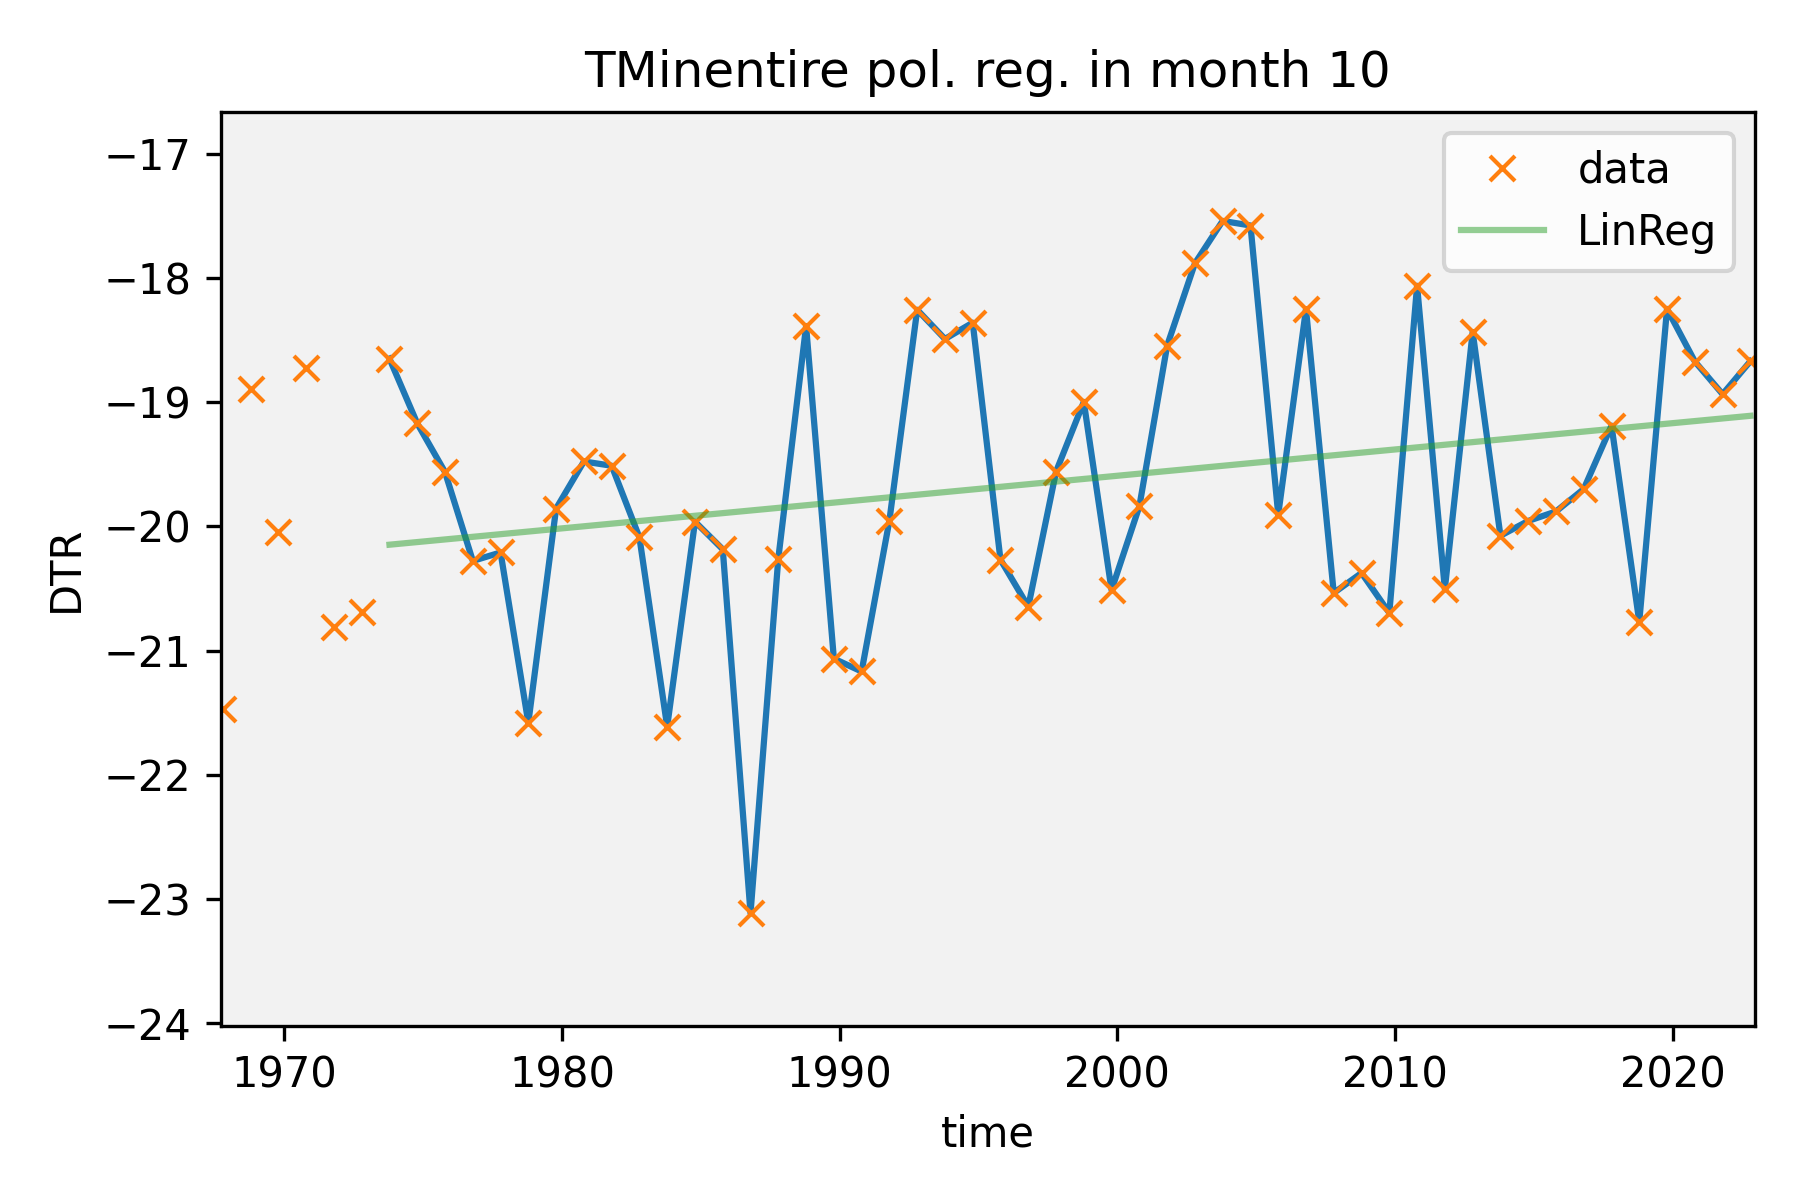 TMinentire pol. reg. in month 10
data
LinReg
−17
−18
−19
−20
−21
−22
−23
−24
DTR
1970 1980 1990 2000 2010 2020
time